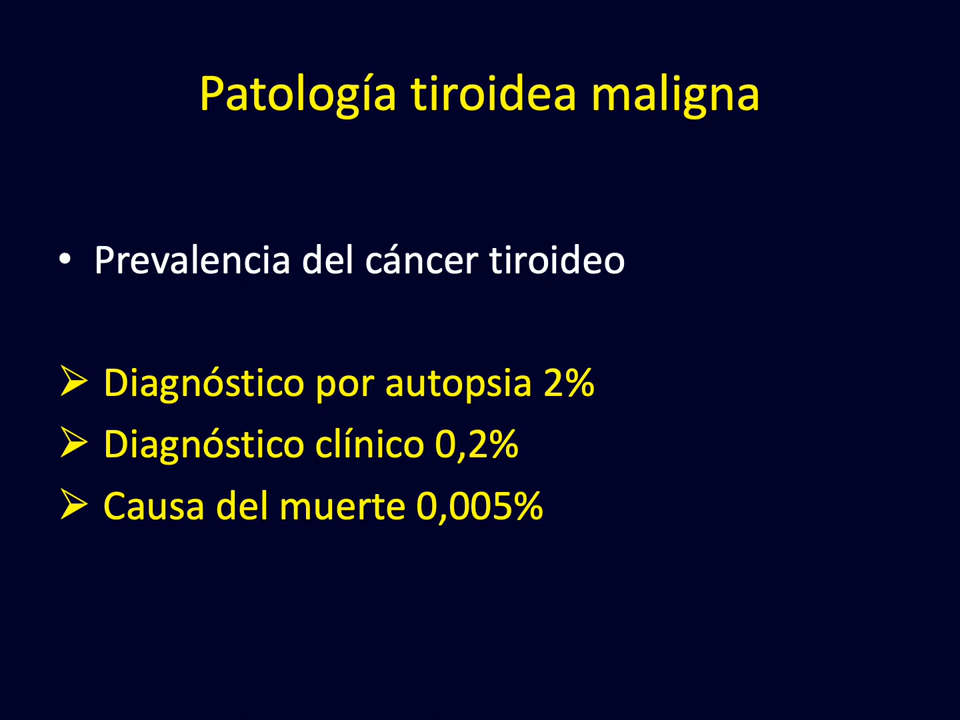 Patología tiroidea maligna
• Prevalencia del cáncer tiroideo
➢ Diagnóstico por autopsia 2%
➢ Diagnóstico clínico 0,2%
➢ Causa del muerte 0,005%